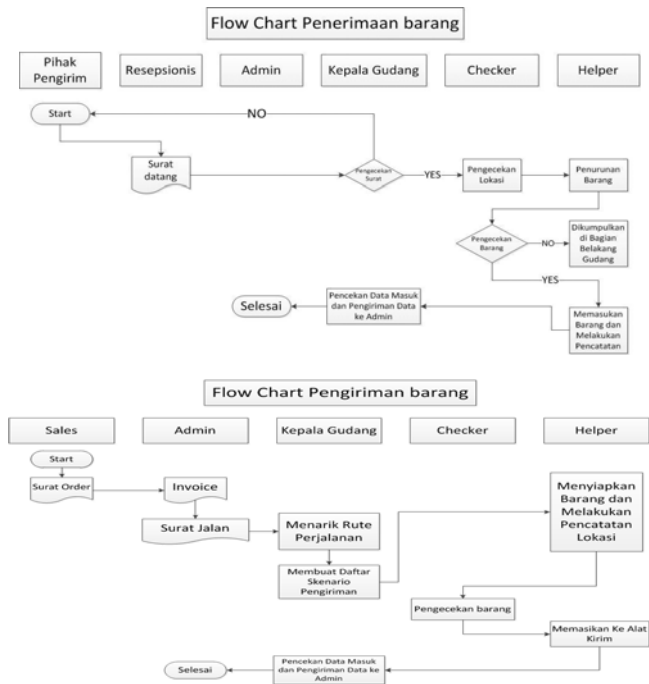 Flow Chart Penerimaan barang
Pihak
Pengirim
Resepsionis
Admin
Kepala Gudang
Checker
Helper
Start
NO
Surat
datang
Pengecekan
Surat
YES
Pengecekan
Lokasi
Penurunan
Barang
Pengecekan
Barang
NO
Dikumpulkan
di Bagian
Belakang
Gudang
YES
Selesai
Pencekan Data Masuk
dan Pengiriman Data
ke Admin
Memasukan
Barang dan
Melakukan
Pencatatan
Flow Chart Pengiriman barang
Sales
Admin
Kepala Gudang
Checker
Helper
Start
Surat Order
Invoice
Surat Jalan
Menarik Rute
Perjalanan
Menyiapkan
Barang dan
Melakukan
Pencatatan
Lokasi
Membuat Daftar
Skenario
Pengiriman
Pengecekan barang
Memasikan Ke Alat
Kirim
Selesai
Pencekan Data Masuk
dan Pengiriman Data ke
Admin